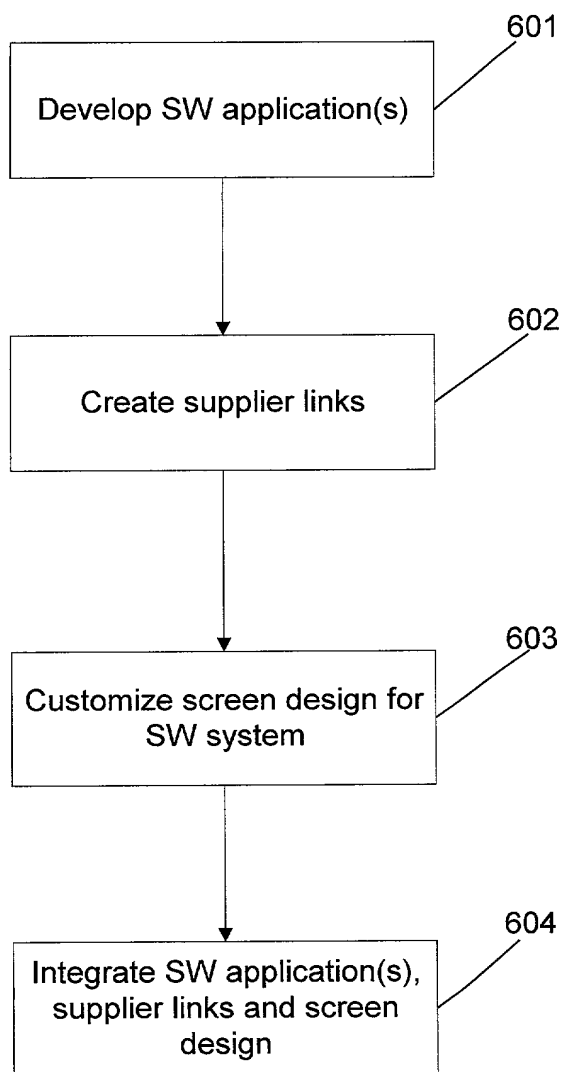 601
Develop SW application(s)
602
Create supplier links
603
Customize screen design for
SW system
604
Integrate SW application(s),
supplier links and screen
design